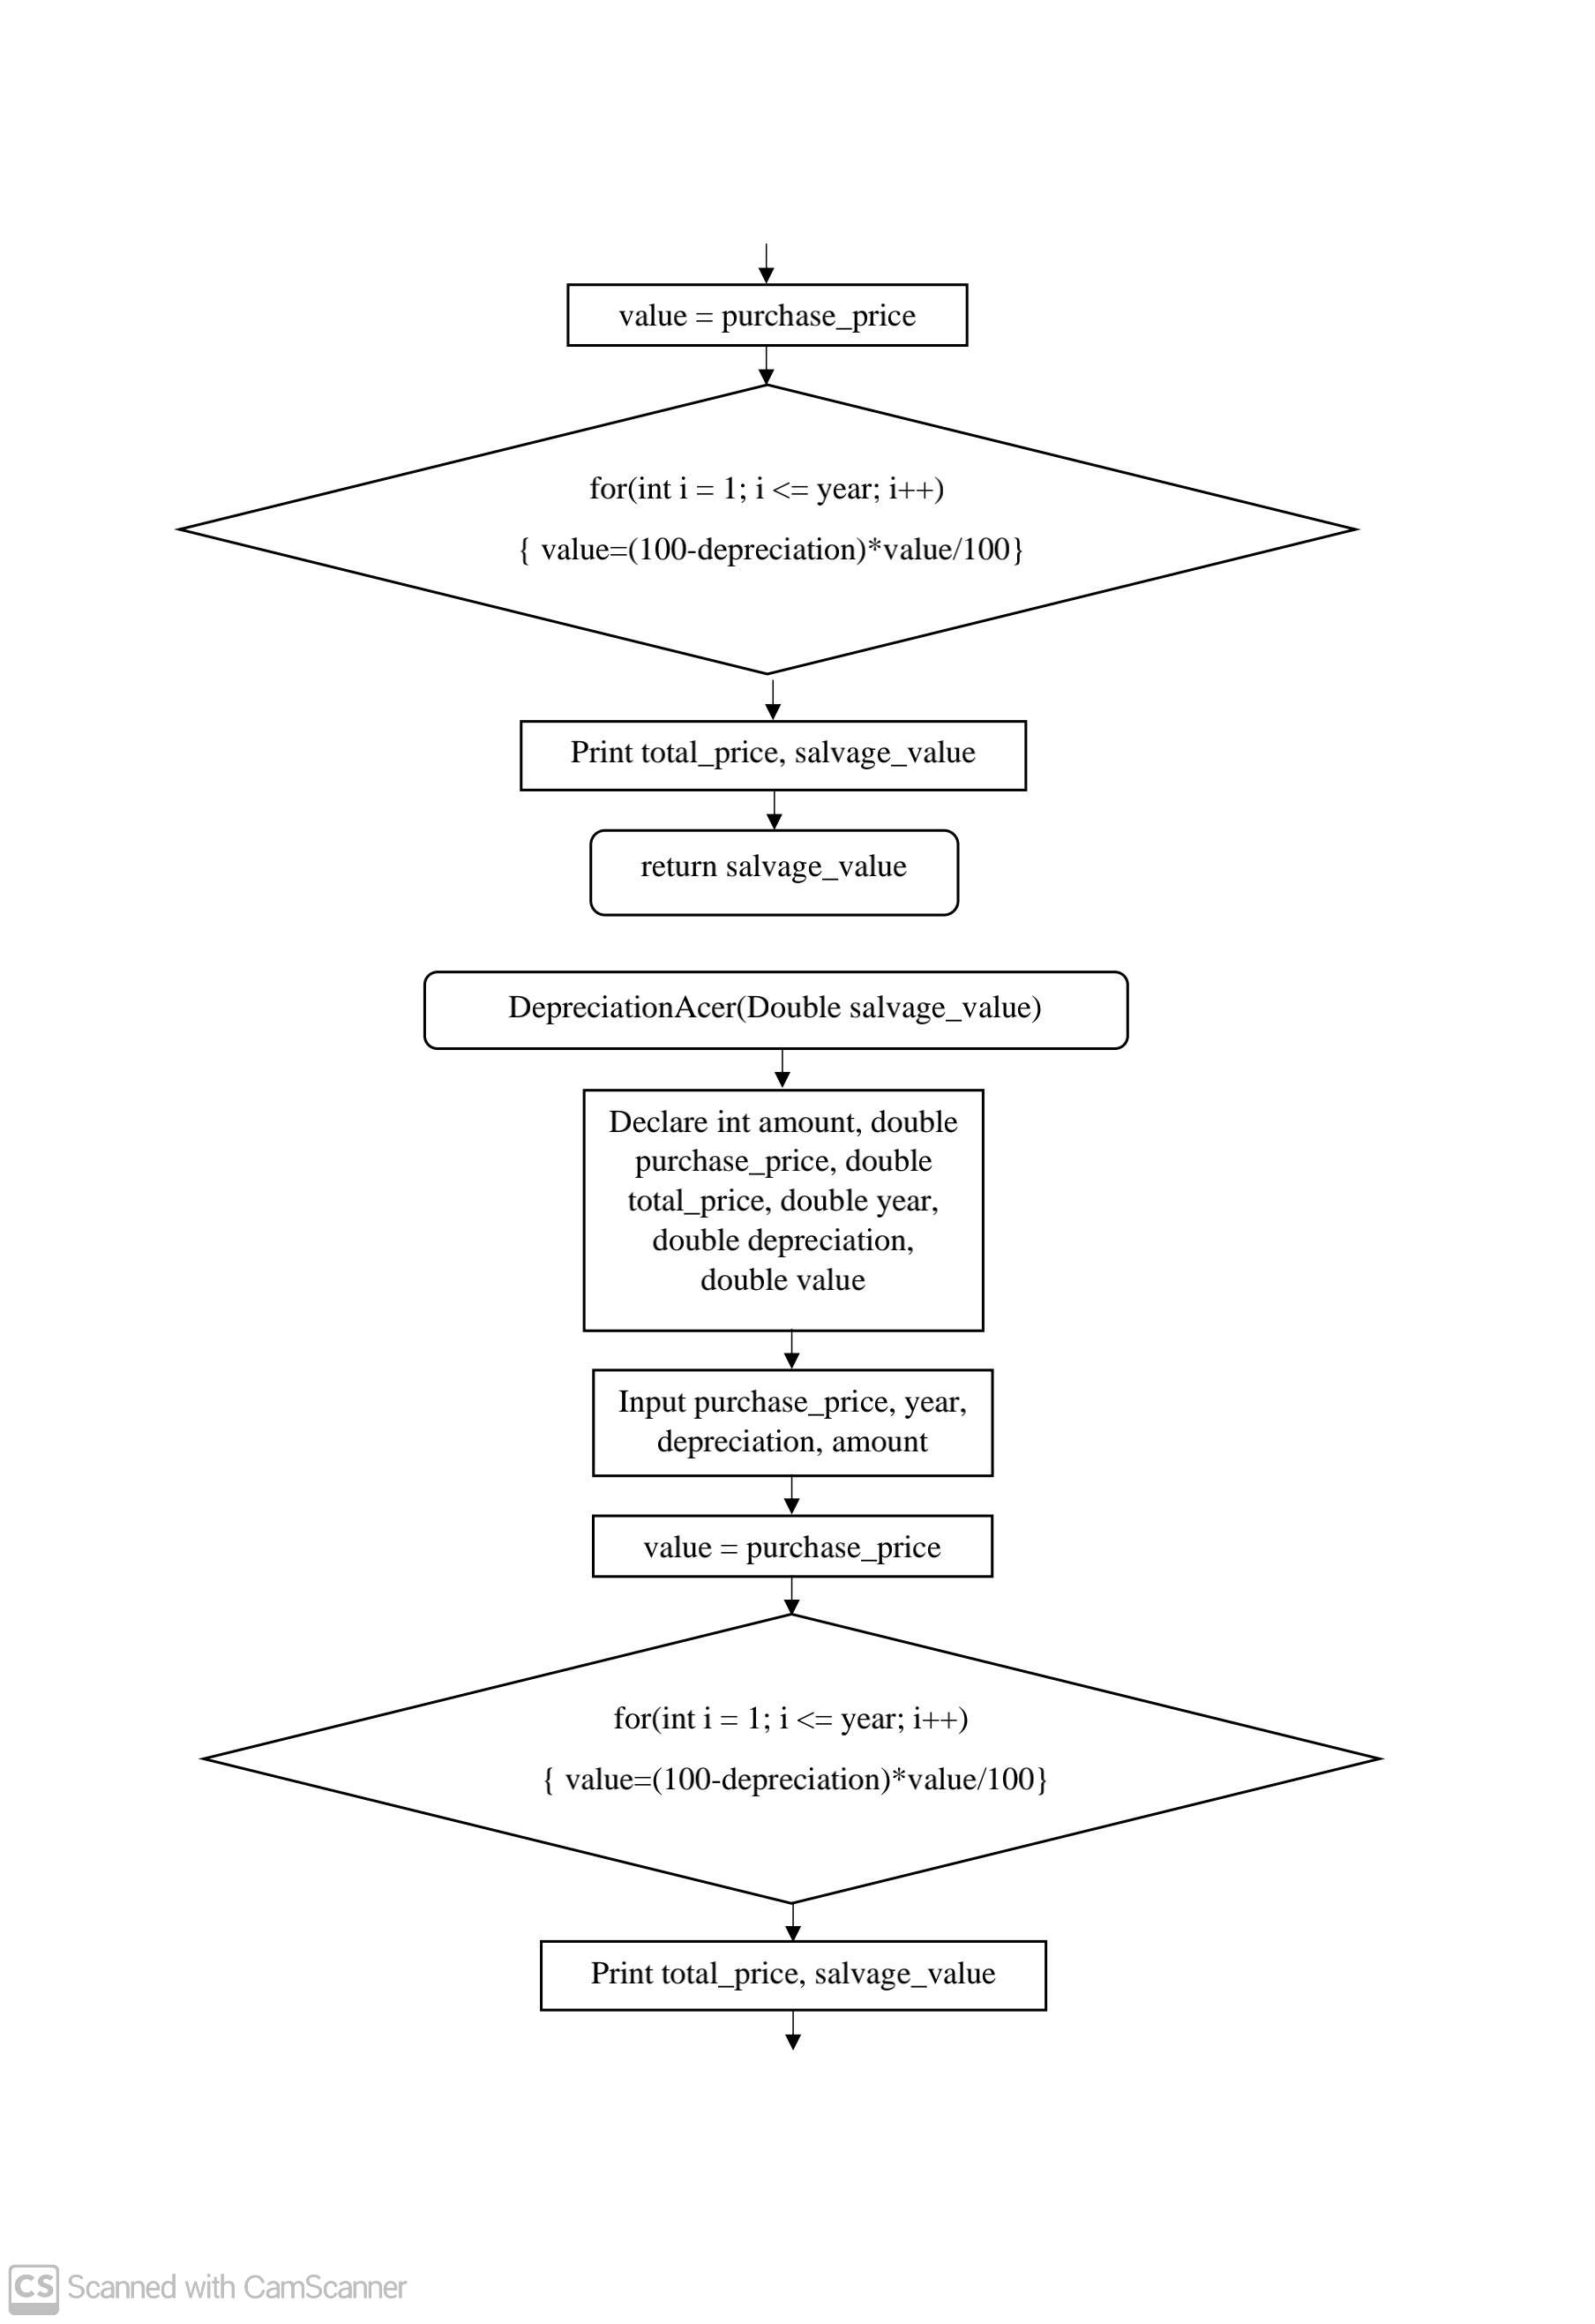 value = purchase_price
for(int i = 1; i <= year; i++)
{ value=(100-depreciation)*value/100}
Print total_price, salvage_value
return salvage_value
DepreciationAcer(Double salvage_value)
Declare int amount, double
purchase_price, double
total_price, double year,
double depreciation,
double value
Input purchase_price, year,
depreciation, amount
value = purchase_price
for(int i = 1; i <= year; i++)
{ value=(100-depreciation)*value/100}
Print total_price, salvage_value
CS Scanned with CamScanner